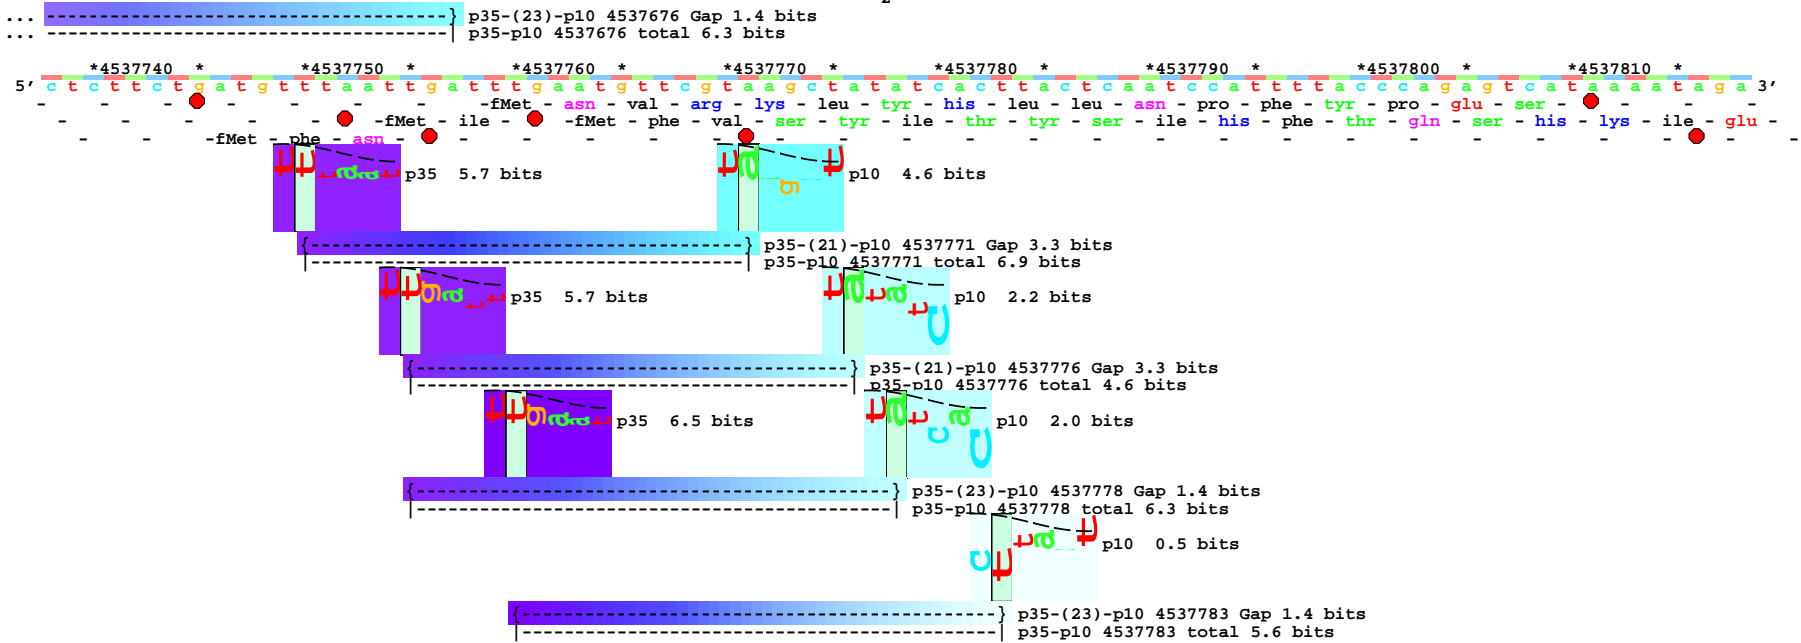 2
... --------------------------------------} p35-(23)-p10 4537676 Gap 1.4 bits
... --------------------------------------| p35-p10 4537676 total 6.3 bits
*4537740 * *4537750 * *4537760 * *4537770 * *4537780 * *4537790 * *4537800 * *4537810 *
5' c t c t t c t g a t g t t t a a t t g a t t t g a a t g t t c g t a a g c t a t a t c a c t t a c t c a a t c c a t t t t a c c c a g a g t c a t a a a a t a g a 3'
- - - - - - - -fMet - asn - val - arg - lys - leu - tyr - his - leu - leu - asn - pro - phe - tyr - pro - glu - ser - - - -
- - - - -fMet - ile - -fMet - phe - val - ser - tyr - ile - thr - tyr - ser - ile - his - phe - thr - gln - ser - his - lys - ile - glu -
- - -fMet - phe - asn - - - - - - - - - - - - - - - - - - -
t t t a a t p35 5.7 bits
t a a g c t p10 4.6 bits
{--------------------} p35-(21)-p10 4537771 Gap 3.3 bits
|--------------------| p35-p10 4537771 total 6.9 bits
t t g a t t p35 5.7 bits
t a t a t c p10 2.2 bits
{--------------------} p35-(21)-p10 4537776 Gap 3.3 bits
|--------------------| p35-p10 4537776 total 4.6 bits
t t g a a t p35 6.5 bits
t a t c a c p10 2.0 bits
{----------------------} p35-(23)-p10 4537778 Gap 1.4 bits
|----------------------| p35-p10 4537778 total 6.3 bits
c t t a c t p10 0.5 bits
{----------------------} p35-(23)-p10 4537783 Gap 1.4 bits
|----------------------| p35-p10 4537783 total 5.6 bits